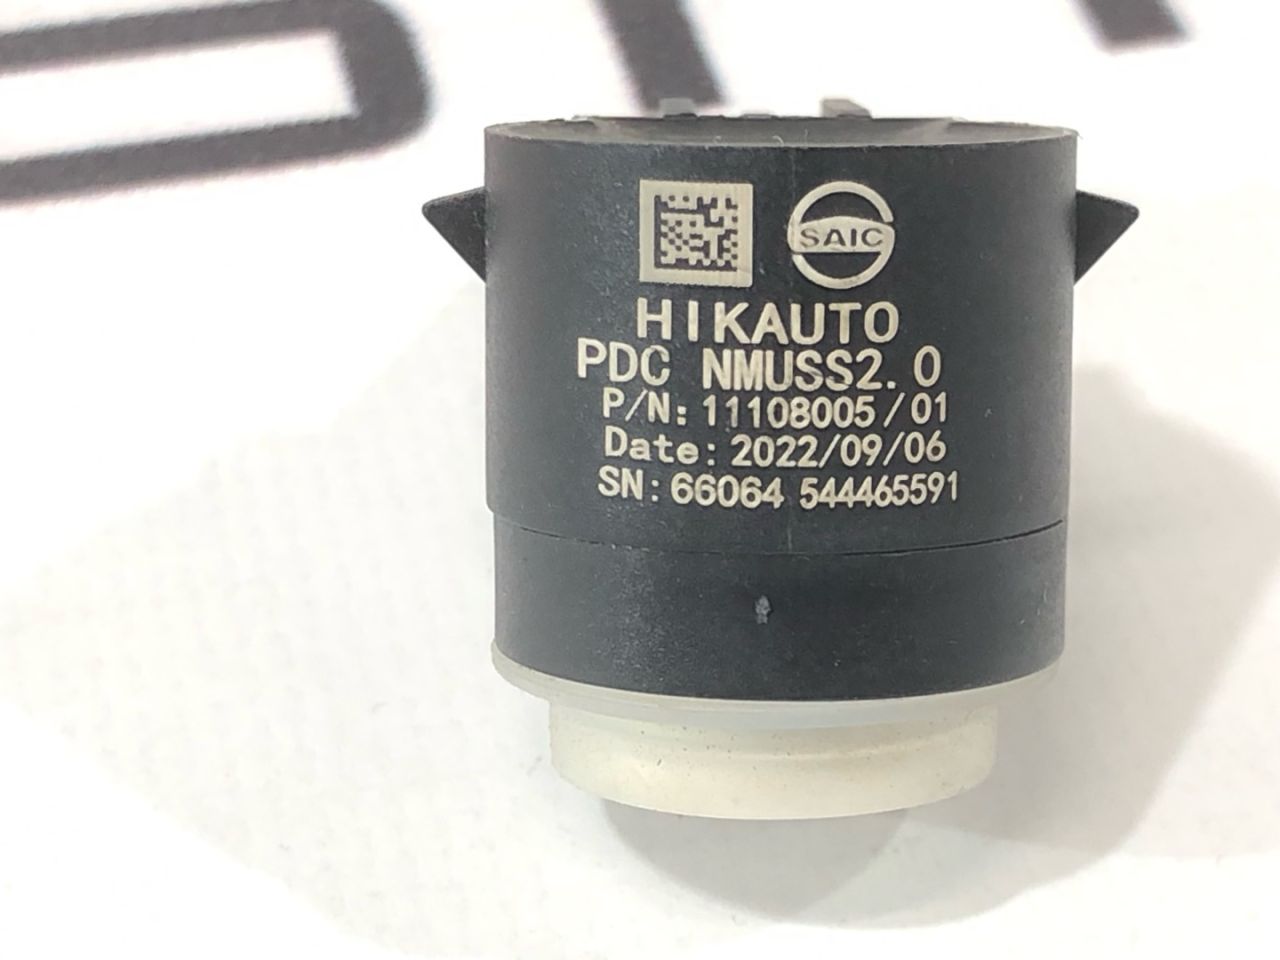 SAIC
HIKAUTO
PDC NMUSS2.0
P/N: 11108005/01
Date: 2022/09/06
SN: 66064 544465591